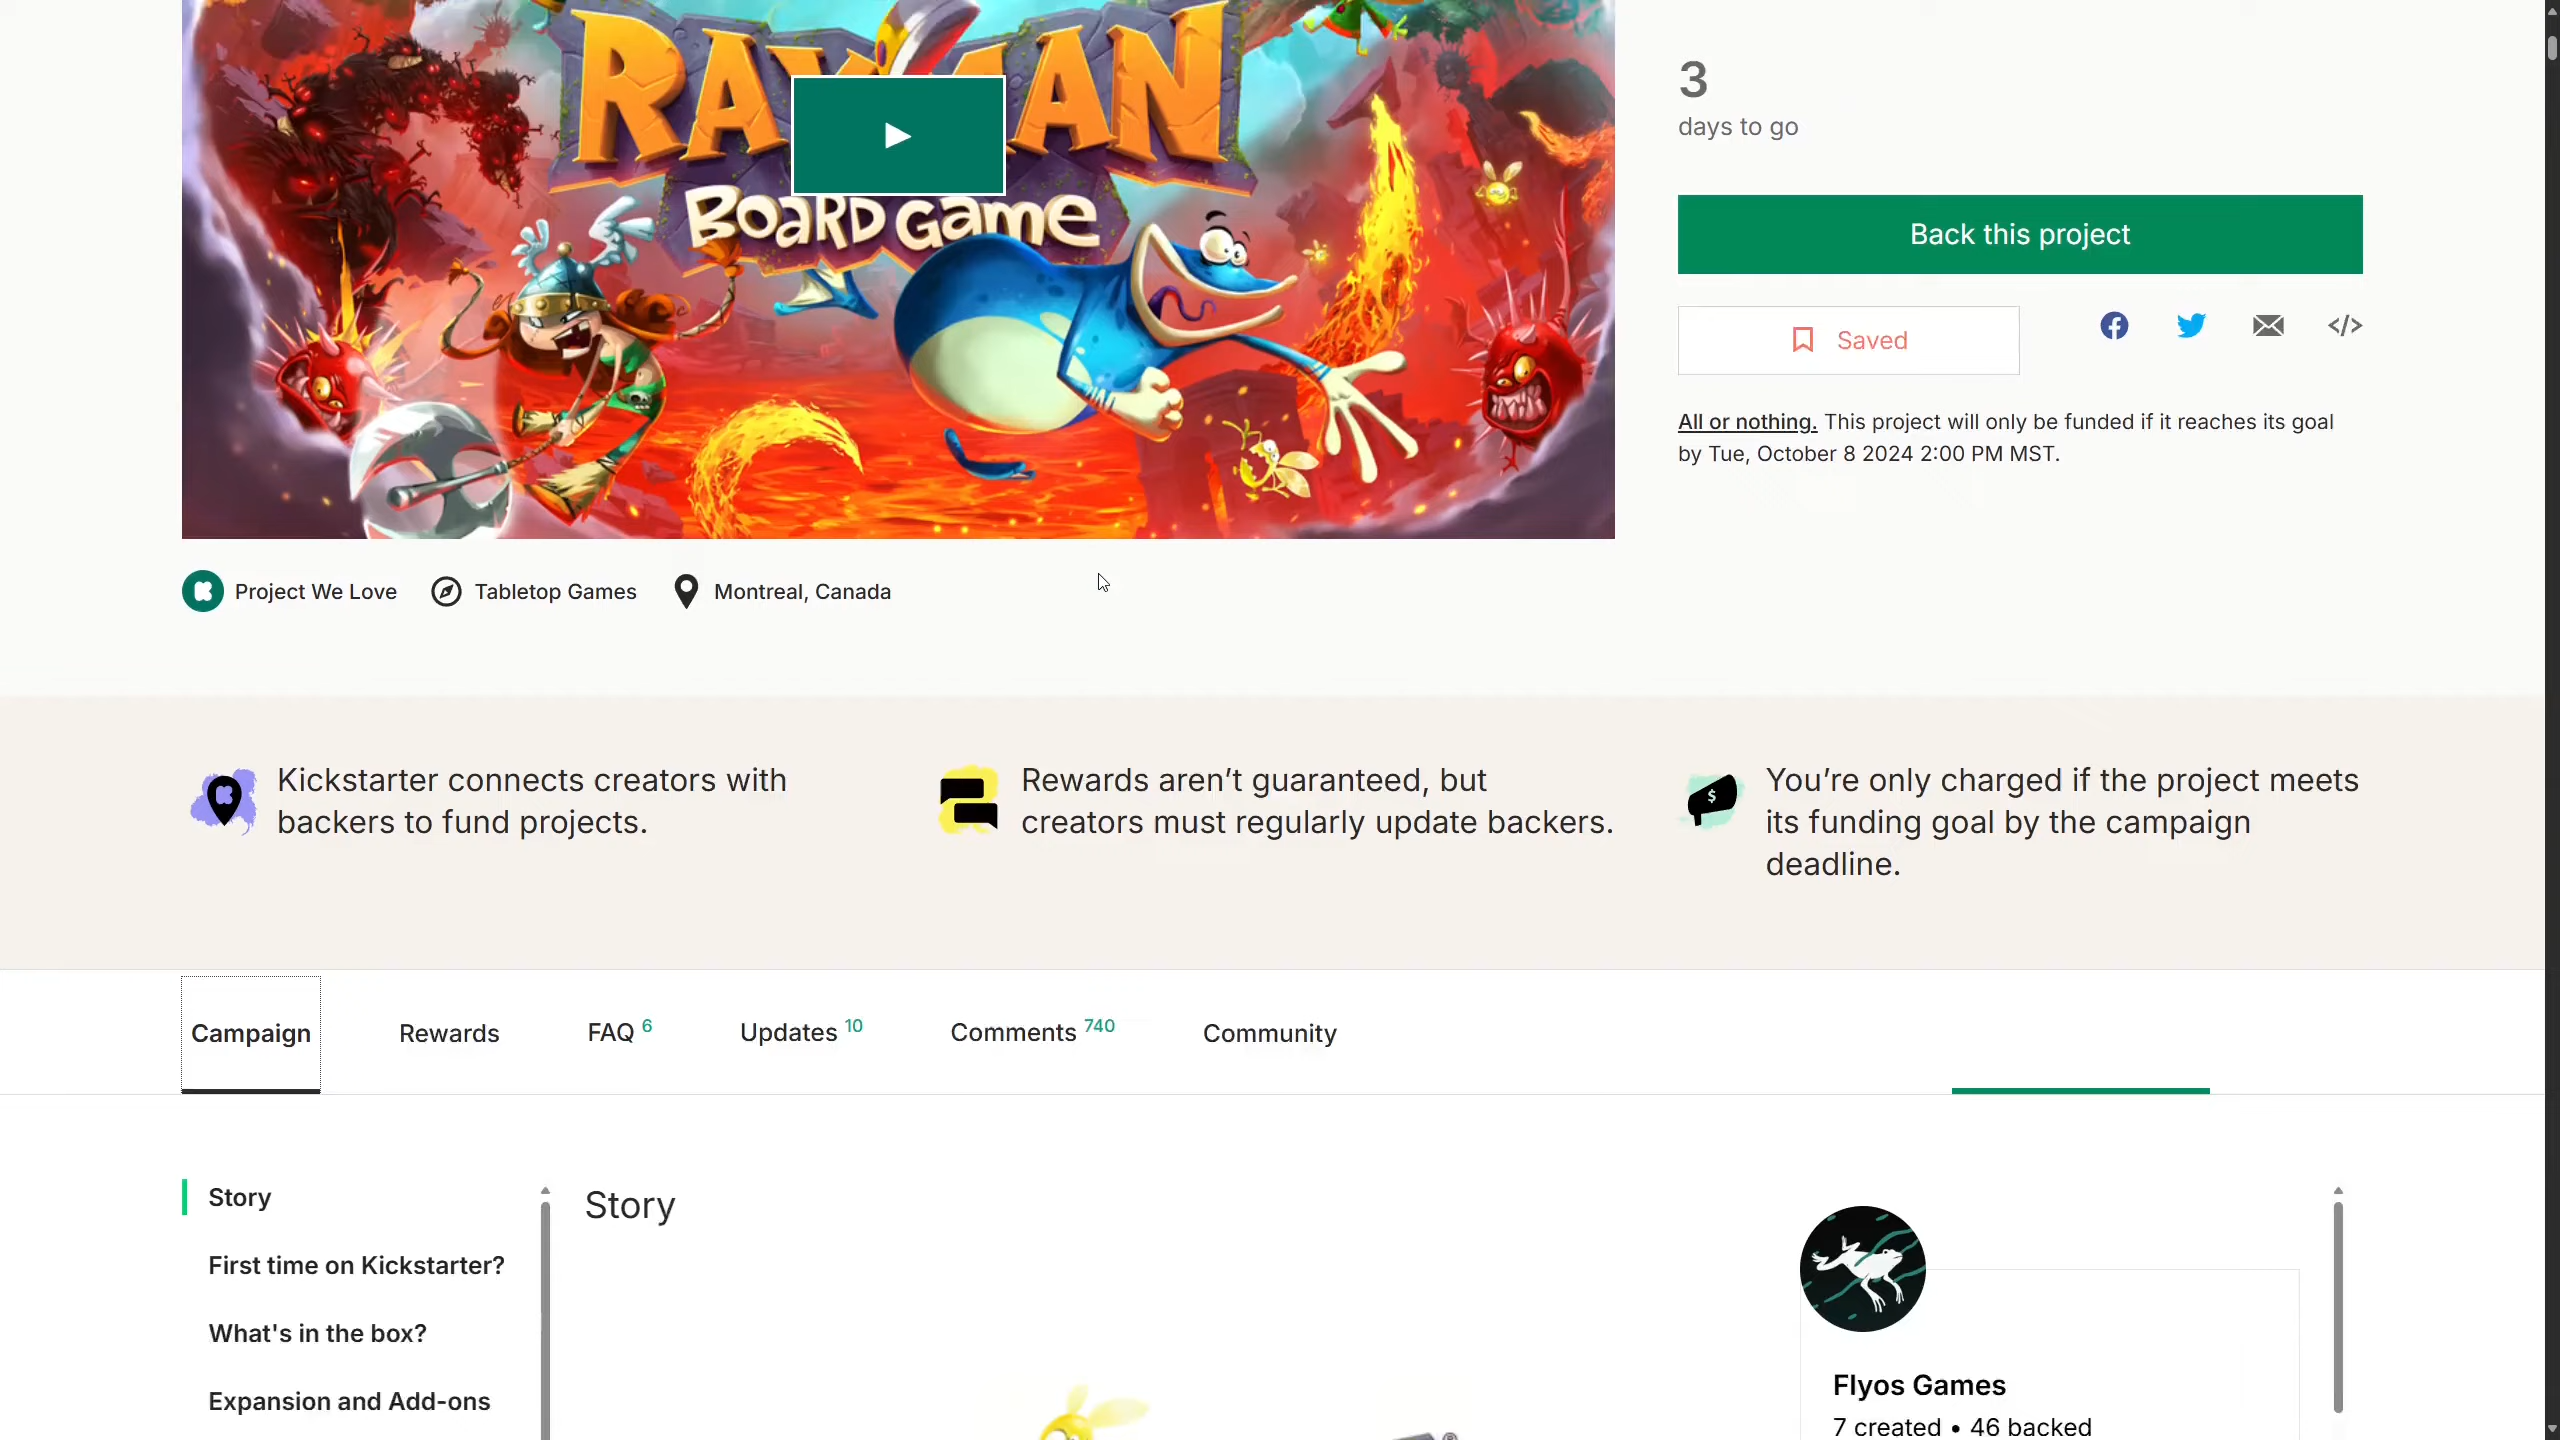 RAYMAN
BOARD GAME
3
days to go
Back this project
Saved
All or nothing. This project will only be funded if it reaches its goal
by Tue, October 8 2024 2:00 PM MST.
Project We Love
Tabletop Games
Montreal, Canada
Kickstarter connects creators with
backers to fund projects.
Rewards aren’t guaranteed, but
creators must regularly update backers.
$
You’re only charged if the project meets
its funding goal by the campaign
deadline.
Campaign
Rewards
FAQ 6
Updates 10
Comments 740
Community
Story
First time on Kickstarter?
What's in the box?
Expansion and Add-ons
Story
®
Flyos Games
7 created • 46 backed